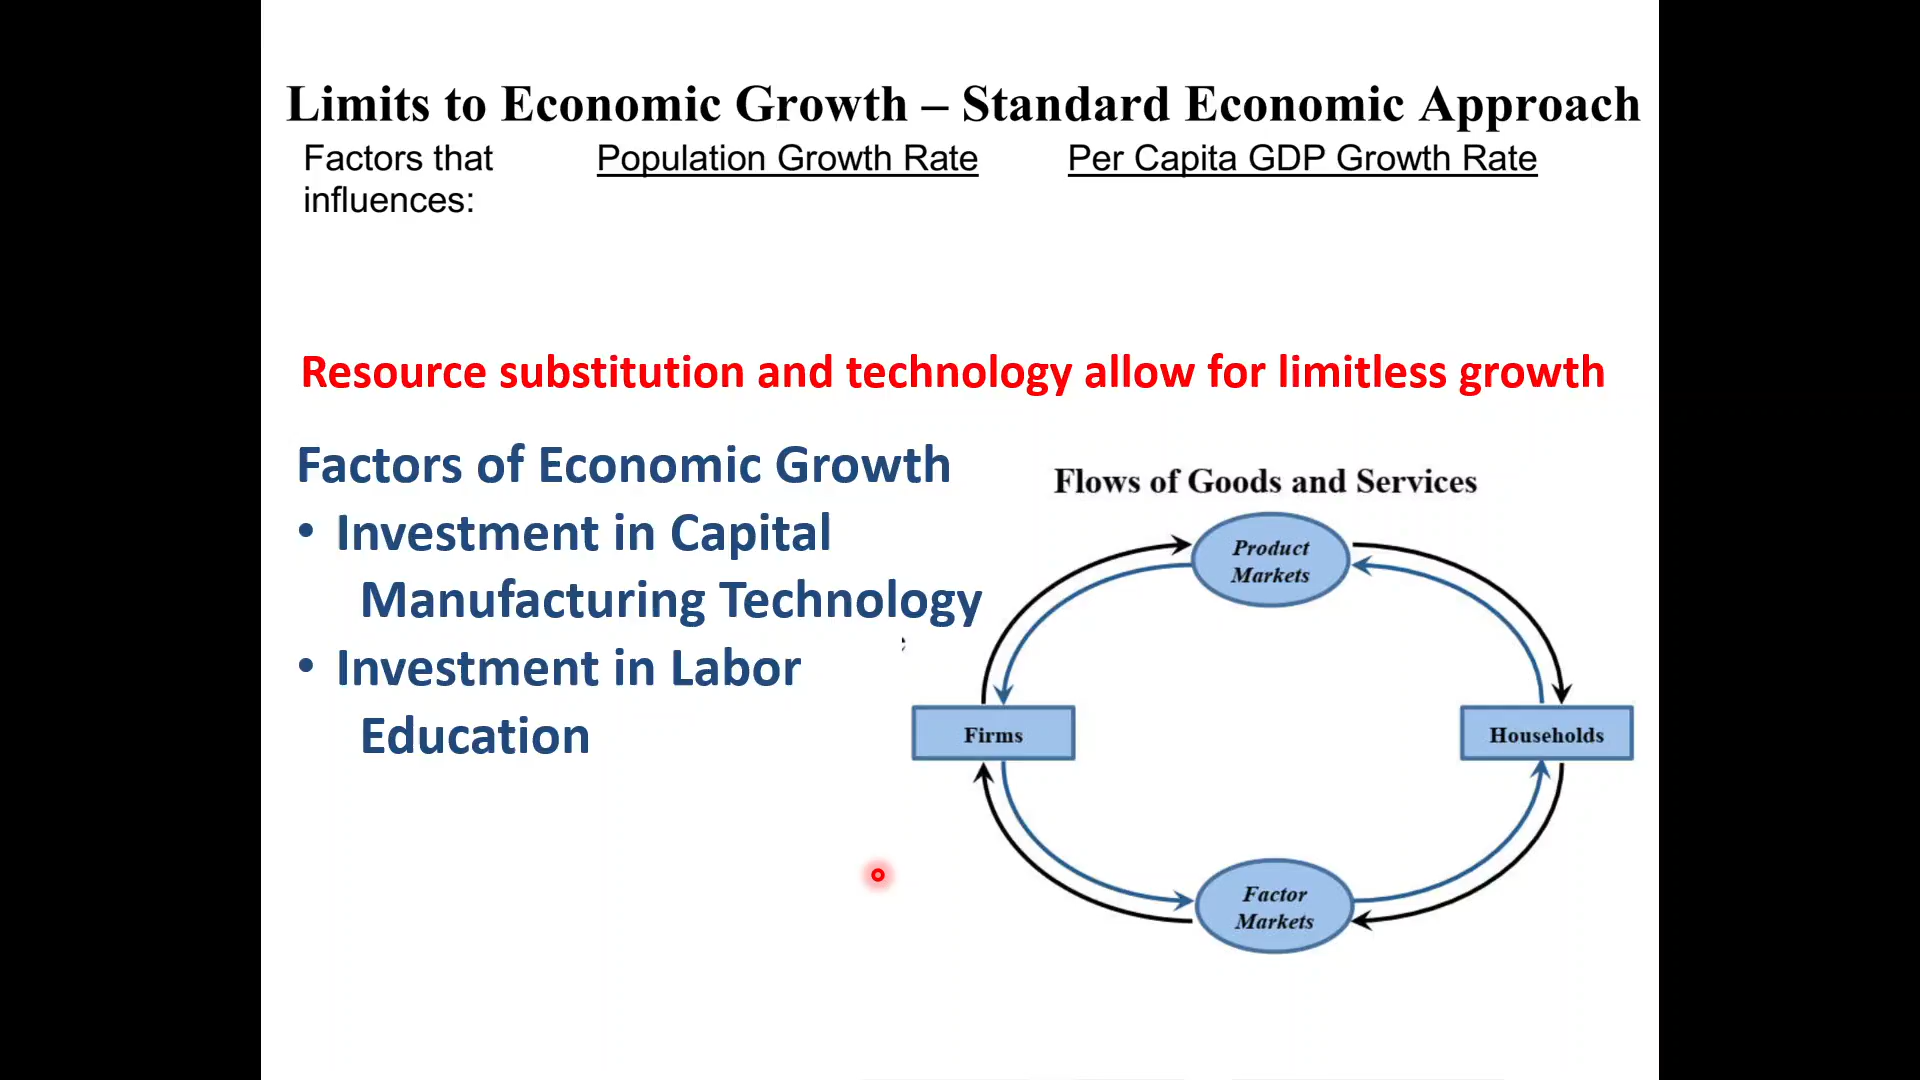 Limits to Economic Growth – Standard Economic Approach
Factors that influences:
Population Growth Rate
Per Capita GDP Growth Rate
Resource substitution and technology allow for limitless growth
Factors of Economic Growth
• Investment in Capital
Manufacturing Technology
• Investment in Labor
Education
Flows of Goods and Services
Product
Markets
Firms
Households
Factor
Markets